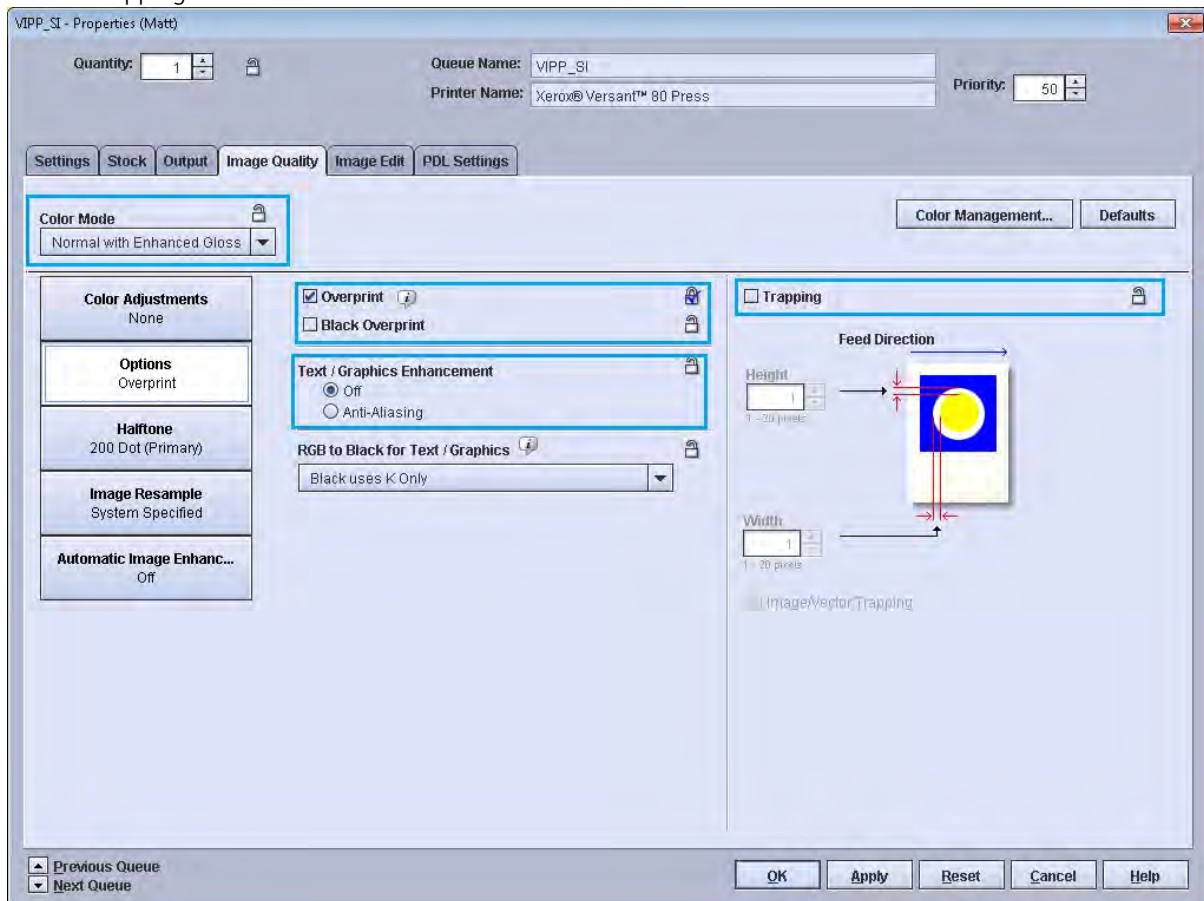 VIPP_SI - Properties (Matt)
Quantity: 1
Queue Name: VIPP_SI
Printer Name: Xerox® Versant™ 80 Press
Priority: 50
Settings Stock Output Image Quality Image Edit PDL Settings
Color Mode
Normal with Enhanced Gloss
Color Management... Defaults
Color Adjustments
None
Options
Overprint
Halftone
200 Dot (Primary)
Image Resample
System Specified
Automatic Image Enhanc...
Off
Overprint
Black Overprint
Text / Graphics Enhancement
Off
Anti-Aliasing
RGB to Black for Text / Graphics
Black uses K Only
Trapping
Feed Direction
Height
1
1 - 20 pixels
Width
1
1 - 20 pixels
Image/Vector Trapping
Previous Queue
Next Queue
OK Apply Reset Cancel Help